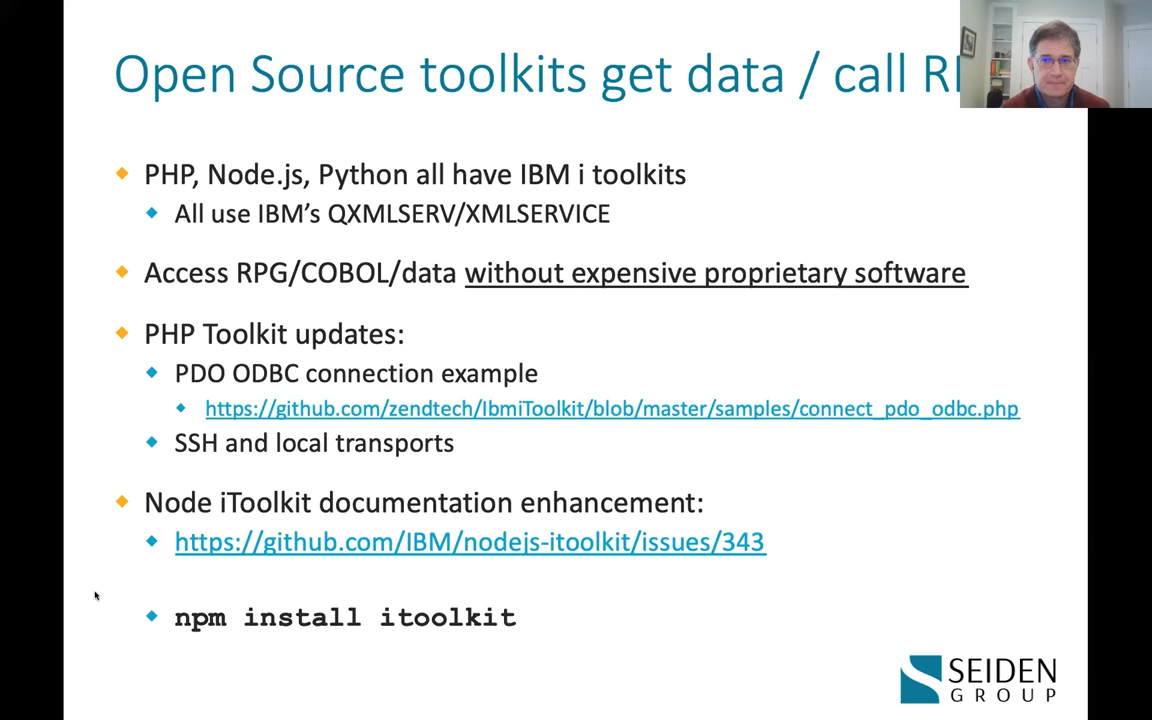 Open Source toolkits get data / call
PHP, Node.js, Python all have IBM i toolkits
All use IBM's QXMLSERV/XMLSERVICE
Access RPG/COBOL/data without expensive proprietary software
PHP Toolkit updates:
PDO ODBC connection example
https://github.com/zendtech/IbmiToolkit/blob/master/samples/connect_pdo_odbc.php
SSH and local transports
Node iToolkit documentation enhancement:
https://github.com/IBM/nodejs-itoolkit/issues/343
npm install itoolkit
SEIDEN
GROUP